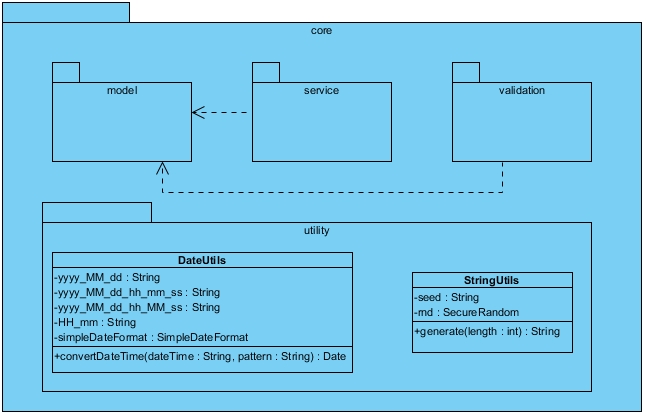 core
model
service
validation
utility
DateUtils
-yyyy_MM_dd : String
-yyyy_MM_dd_hh_mm_ss : String
-yyyy_MM_dd_hh_MM_ss : String
-HH_mm : String
-simpleDateFormat : SimpleDateFormat
+convertDateTime(dateTime : String, pattern : String) : Date
StringUtils
-seed : String
-rnd : SecureRandom
+generate(length : int) : String